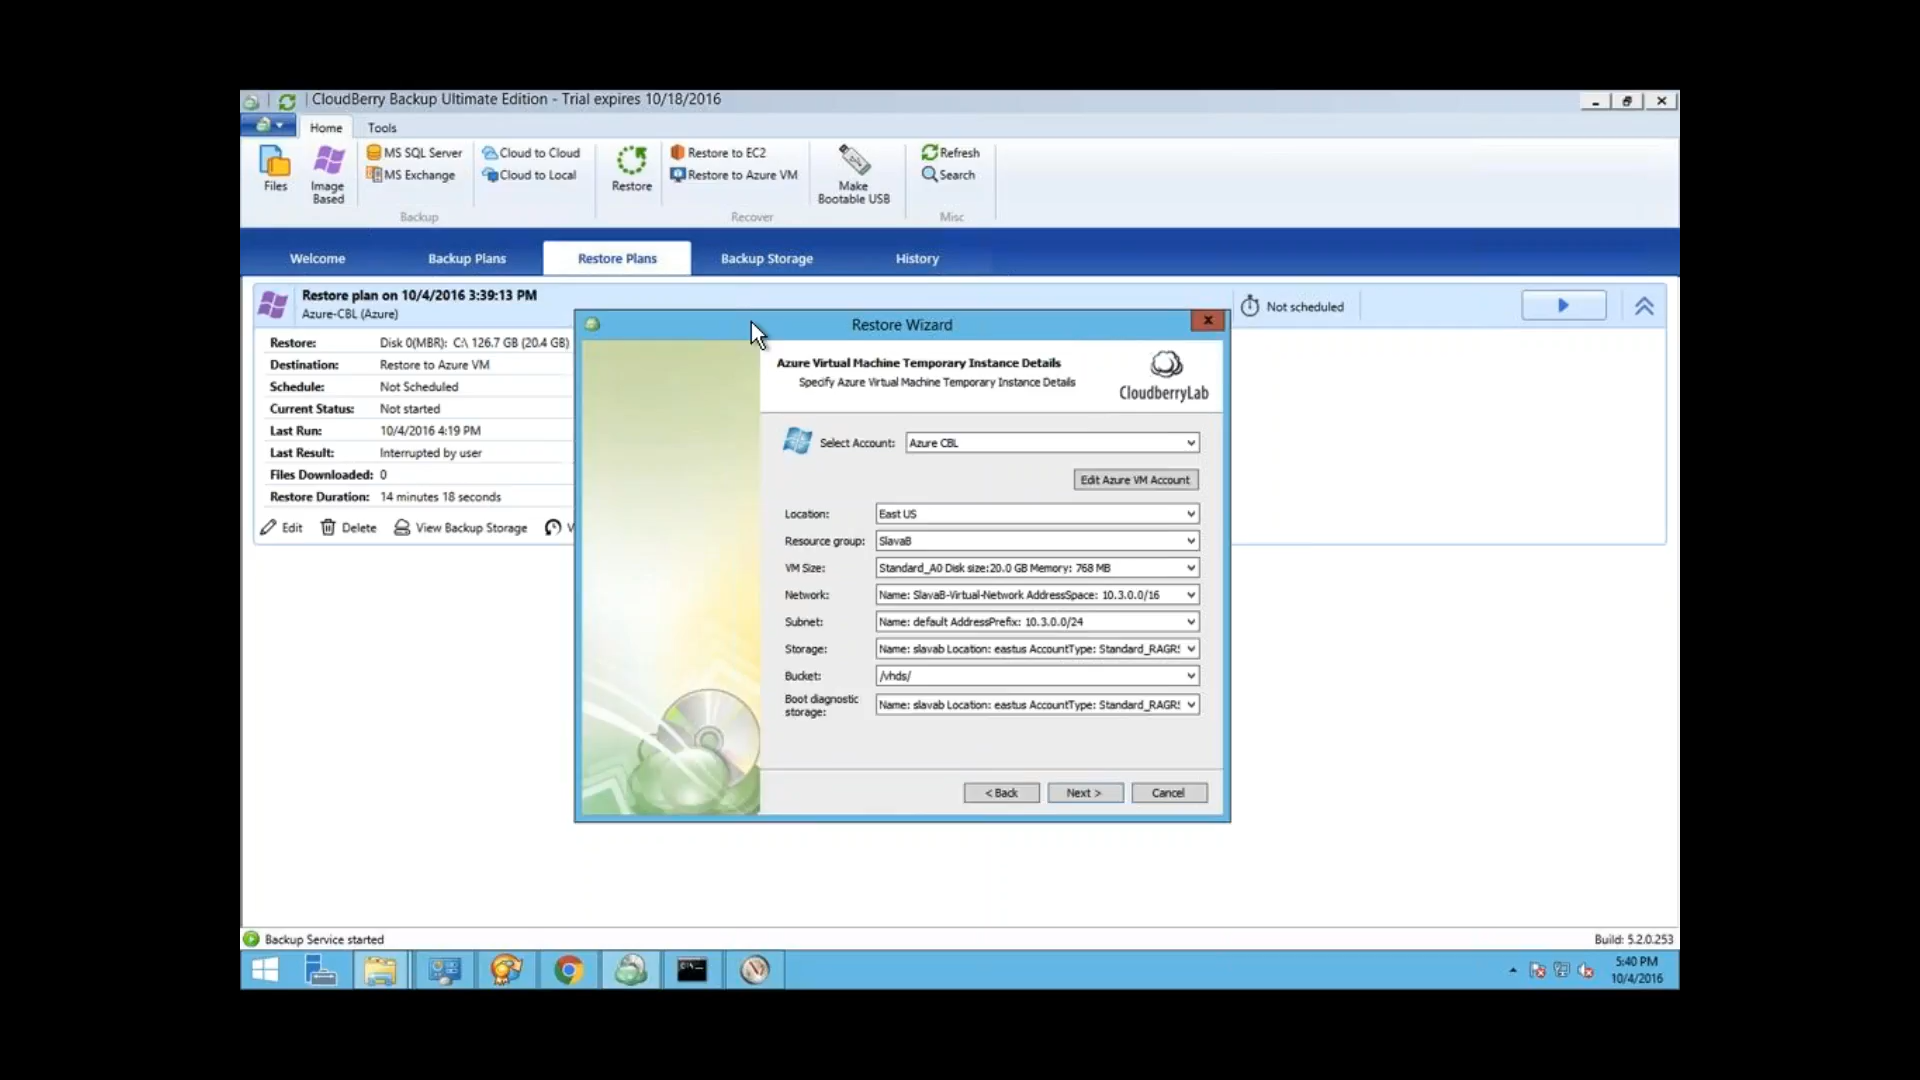 CloudBerry Backup Ultimate Edition - Trial expires 10/18/2016
Home Tools
Files
Image Based
MS SQL Server
MS Exchange
Backup
Cloud to Cloud
Cloud to Local
Restore
Restore to EC2
Restore to Azure VM
Recover
Make Bootable USB
Refresh
Search
Misc
Welcome Backup Plans Restore Plans Backup Storage History
Restore plan on 10/4/2016 3:39:13 PM
Azure-CBL (Azure)
Not scheduled
Restore: Disk 0(MBR): C:\ 126.7 GB (20.4 GB)
Destination: Restore to Azure VM
Schedule: Not Scheduled
Current Status: Not started
Last Run: 10/4/2016 4:19 PM
Last Result: Interrupted by user
Files Downloaded: 0
Restore Duration: 14 minutes 18 seconds
Edit Delete View Backup Storage
Restore Wizard
Azure Virtual Machine Temporary Instance Details
Specify Azure Virtual Machine Temporary Instance Details
CloudberryLab
Select Account: Azure CBL
Edit Azure VM Account
Location: East US
Resource group: SlavaB
VM Size: Standard_A0 Disk size:20.0 GB Memory: 768 MB
Network: Name: SlavaB-Virtual-Network AddressSpace: 10.3.0.0/16
Subnet: Name: default AddressPrefix: 10.3.0.0/24
Storage: Name: slavab Location: eastus AccountType: Standard_RAGR
Bucket: /vhds/
Boot diagnostic storage: Name: slavab Location: eastus AccountType: Standard_RAGR
< Back Next > Cancel
Backup Service started
Build: 5.2.0.253
5:40 PM
10/4/2016